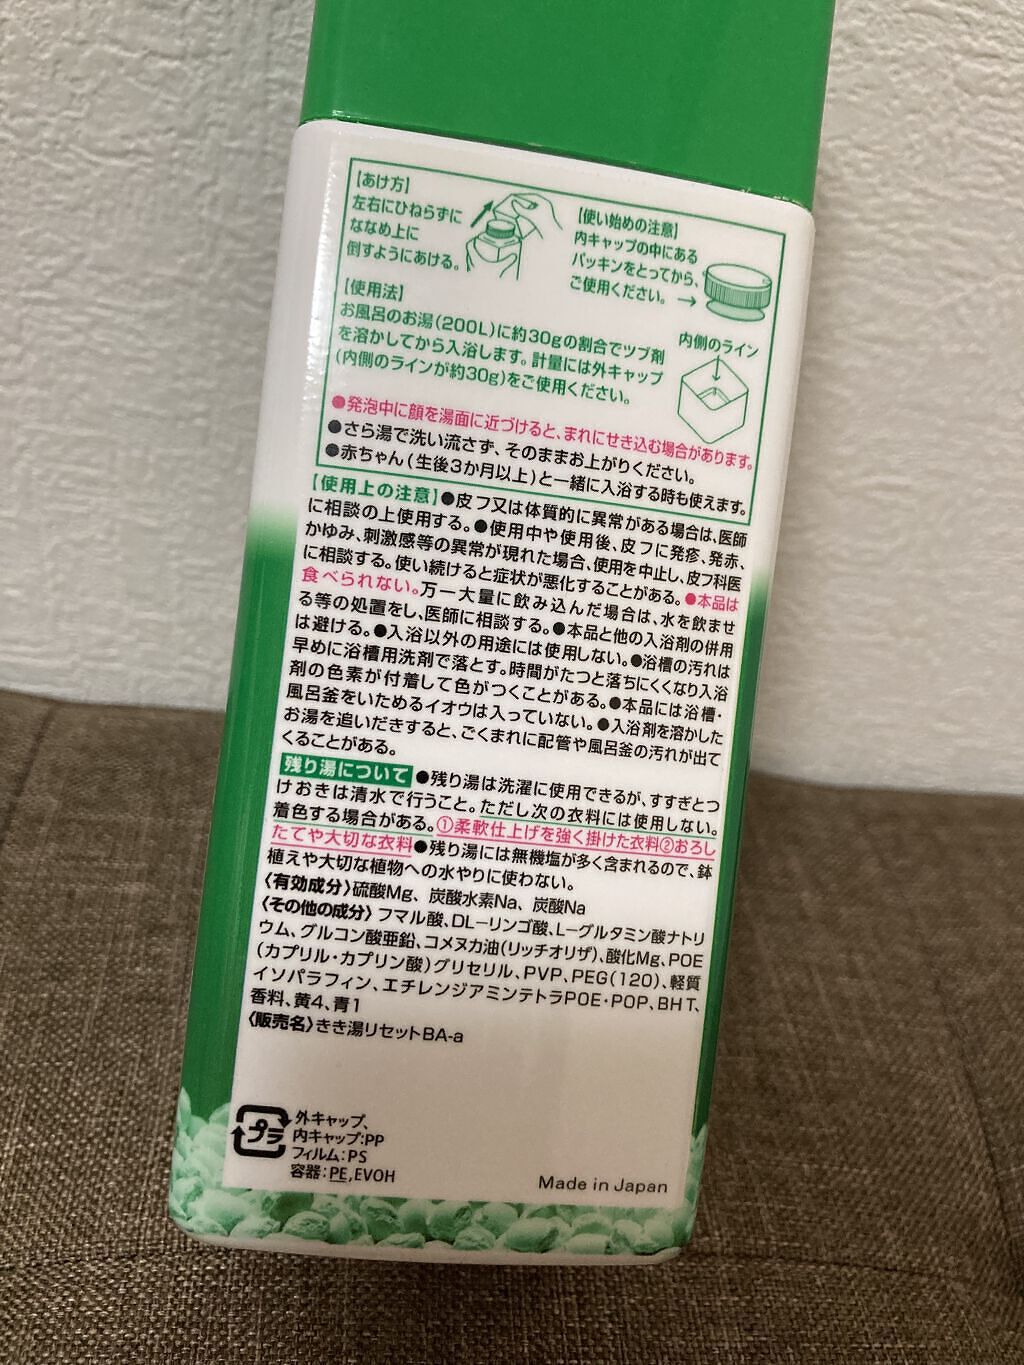 【あけ方】
左右にひねらずに
ななめ上に
倒すようにあける。
【使い始めの注意】
内キャップの中にある
パッキンをとってから、
ご使用ください。→
【使用法】
お風呂のお湯(200L)に約30gの割合でツブ剤
を溶かしてから入浴します。計量には外キャップ
(内側のラインが約30g)をご使用ください。
内側のライン
●発泡中に顔を湯面に近づけると、まれにせき込む場合があります。
●さら湯で洗い流さず、そのままお上がりください。
●赤ちゃん(生後3か月以上)と一緒に入浴する時も使えます。
【使用上の注意】●皮フ又は体質的に異常がある場合は、医師
に相談の上使用する。●使用中や使用後、皮フに発疹、発赤、
かゆみ、刺激感等の異常が現れた場合、使用を中止し、皮フ科医
に相談する。使い続けると症状が悪化することがある。●本品は
食べられない。万一大量に飲み込んだ場合は、水を飲ませ
る等の処置をし、医師に相談する。●本品と他の入浴剤の併用
は避ける。●入浴以外の用途には使用しない。●浴槽の汚れは
早めに浴槽用洗剤で落とす。時間がたつと落ちにくくなり入浴
剤の色素が付着して色がつくことがある。●本品には浴槽・
風呂釜をいためるイオウは入っていない。●入浴剤を溶かした
お湯を追いだきすると、ごくまれに配管や風呂釜の汚れが出て
くることがある。
残り湯について ●残り湯は洗濯に使用できるが、すすぎとつ
けおきは清水で行うこと。ただし次の衣料には使用しない。
着色する場合がある。①柔軟仕上げを強く掛けた衣料②おろし
たてや大切な衣料●残り湯には無機塩が多く含まれるので、鉢
植えや大切な植物への水やりに使わない。
〈有効成分〉硫酸Mg、炭酸水素Na、炭酸Na
〈その他の成分〉フマル酸、DL-リンゴ酸、L-グルタミン酸ナトリ
ウム、グルコン酸亜鉛、コメヌカ油(リッチオリザ)、酸化Mg、POE
(カプリル・カプリン酸)グリセリル、PVP、PEG(120)、軽質
イソパラフィン、エチレンジアミンテトラPOE・POP、BHT、
香料、黄4、青1
〈販売名〉きき湯リセットBA-a
プラ
外キャップ、
内キャップ:PP
フィルム:PS
容器:PE,EVOH
Made in Japan